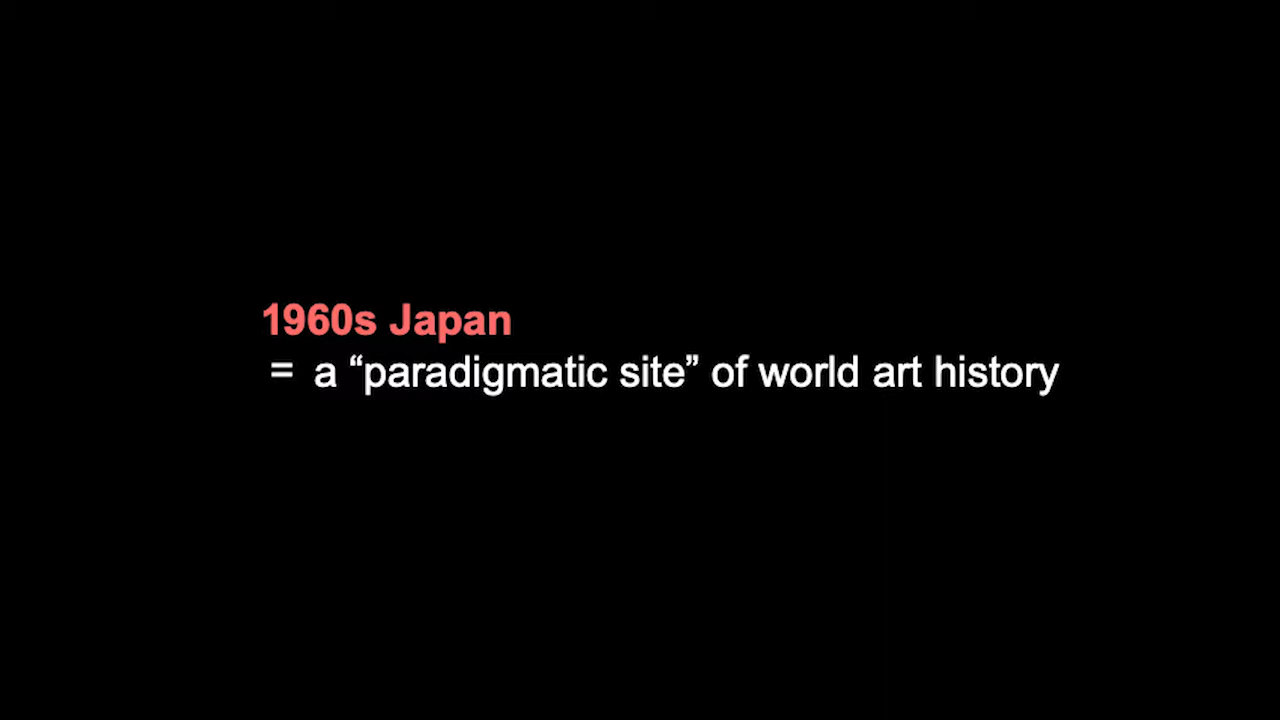 1960s Japan
= a “paradigmatic site” of world art history